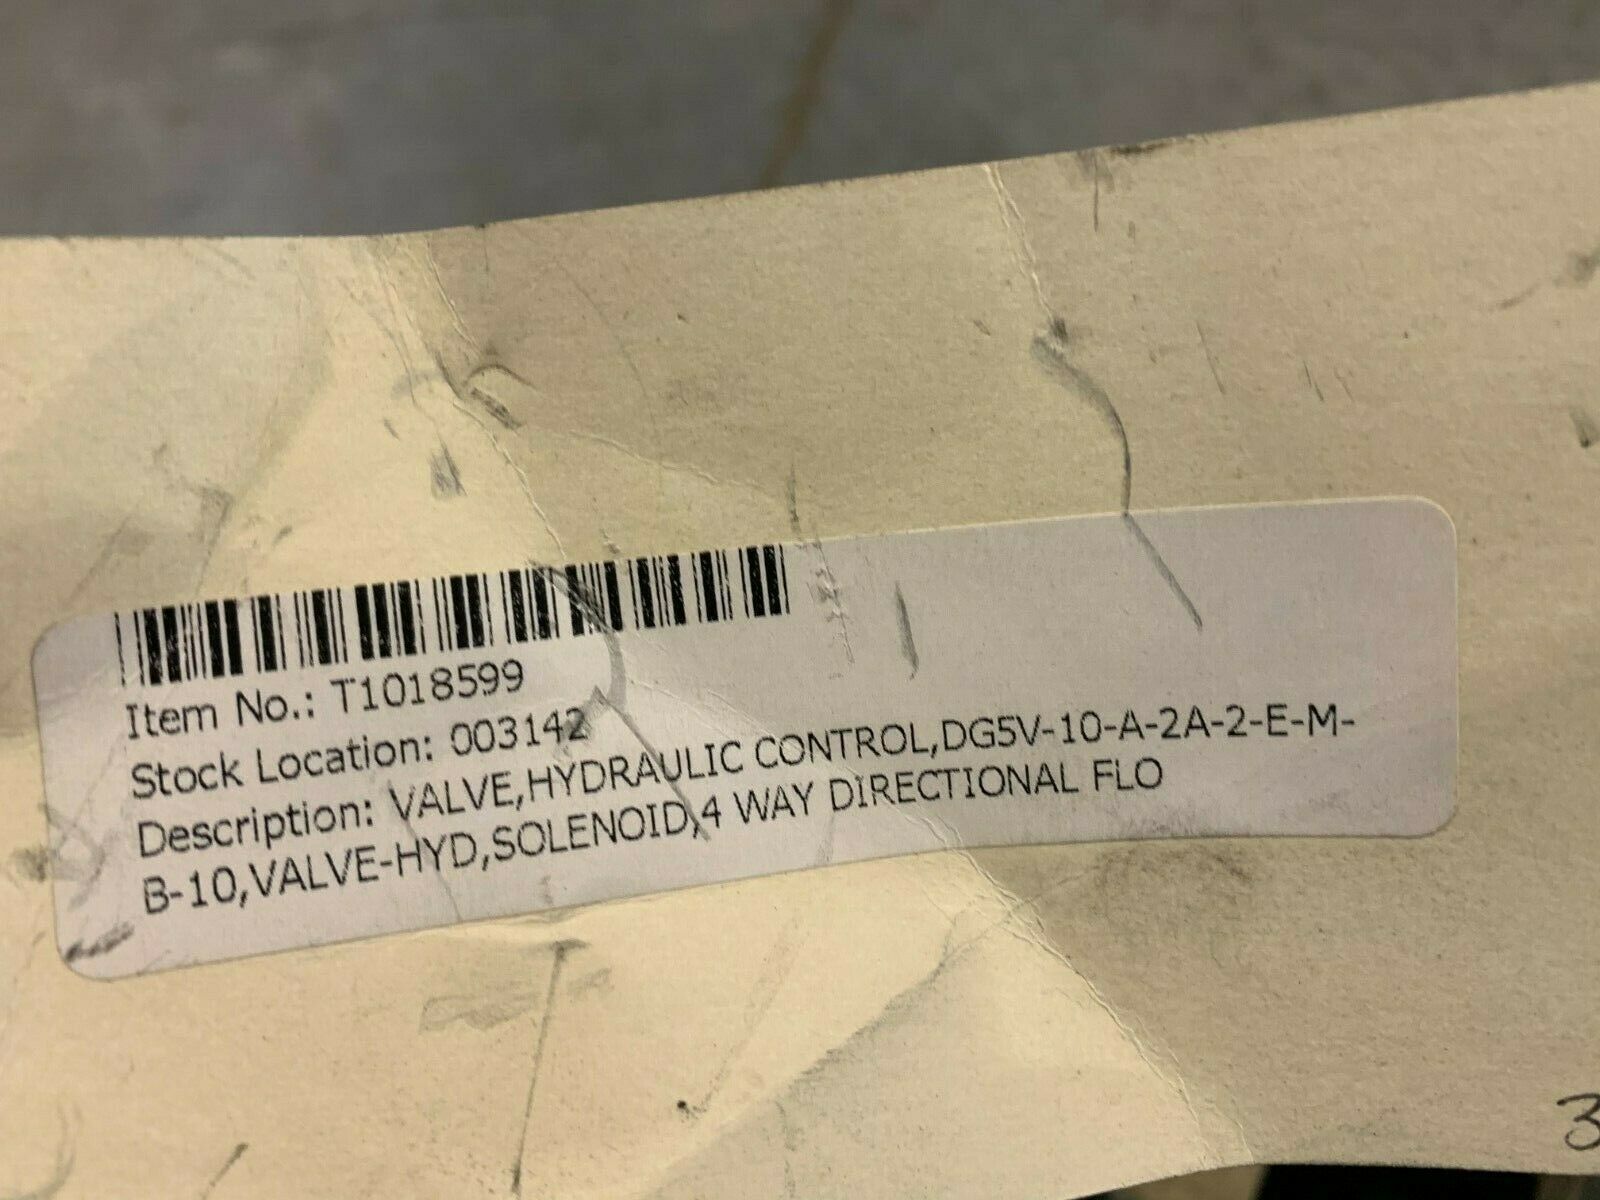 Item No.: T1018599
Stock Location: 003142
Description: VALVE,HYDRAULIC CONTROL,DG5V-10-A-2A-2-E-M-
B-10,VALVE-HYD,SOLENOID,4 WAY DIRECTIONAL FLO
3